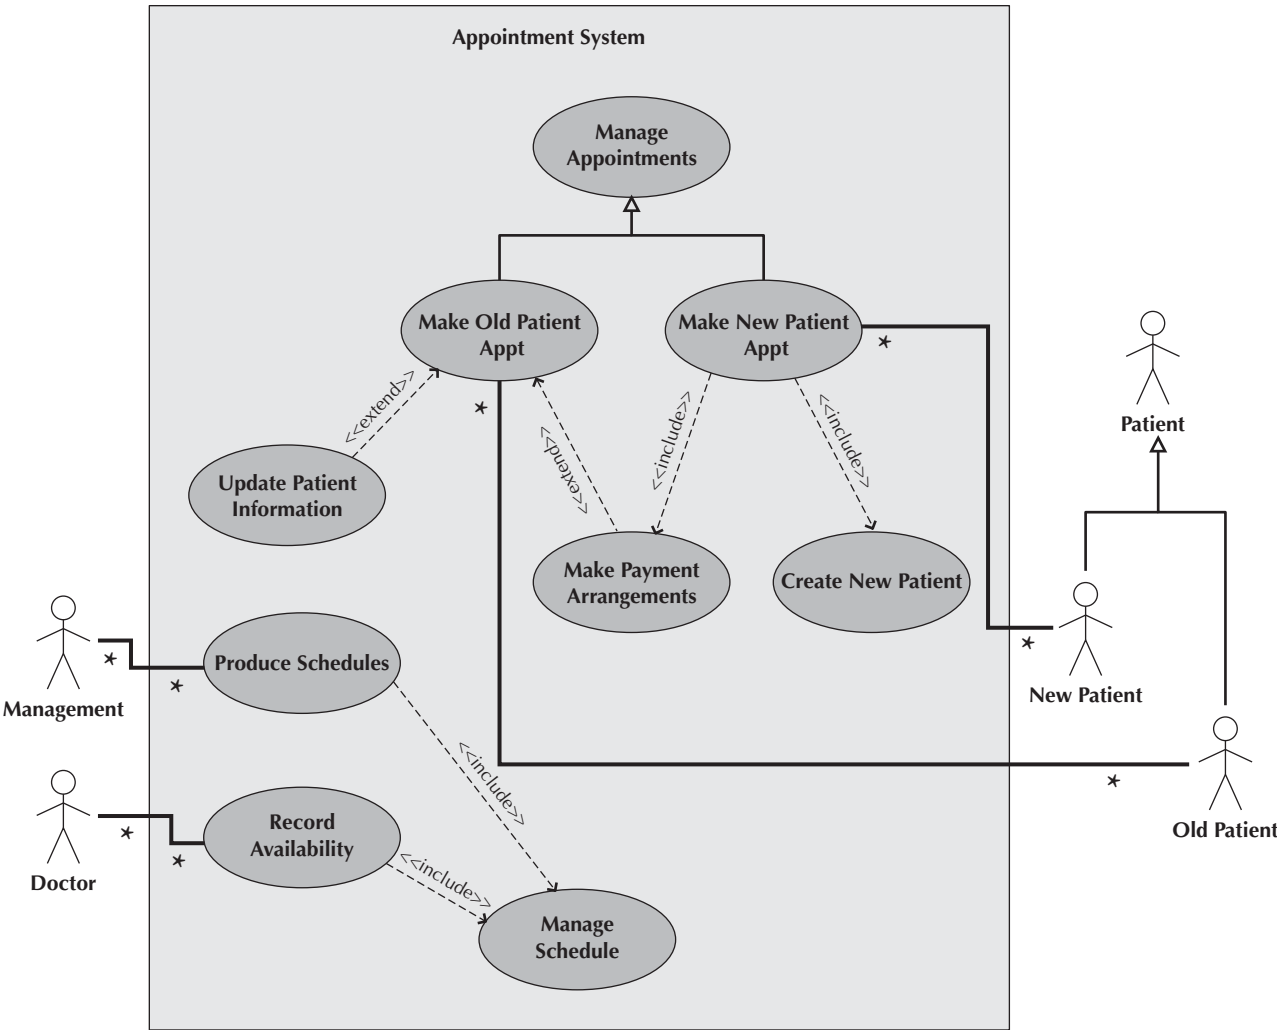 Appointment System
Manage
Appointments
Make Old Patient
Appt
Make New Patient
Appt
*
*
<<extend>>
<<extend>>
<<include>>
<<include>>
Patient
Update Patient
Information
Make Payment
Arrangements
Create New Patient
Management
*
*
Produce Schedules
*
New Patient
<<include>>
*
Old Patient
Doctor
*
*
Record
Availability
<<include>>
Manage
Schedule